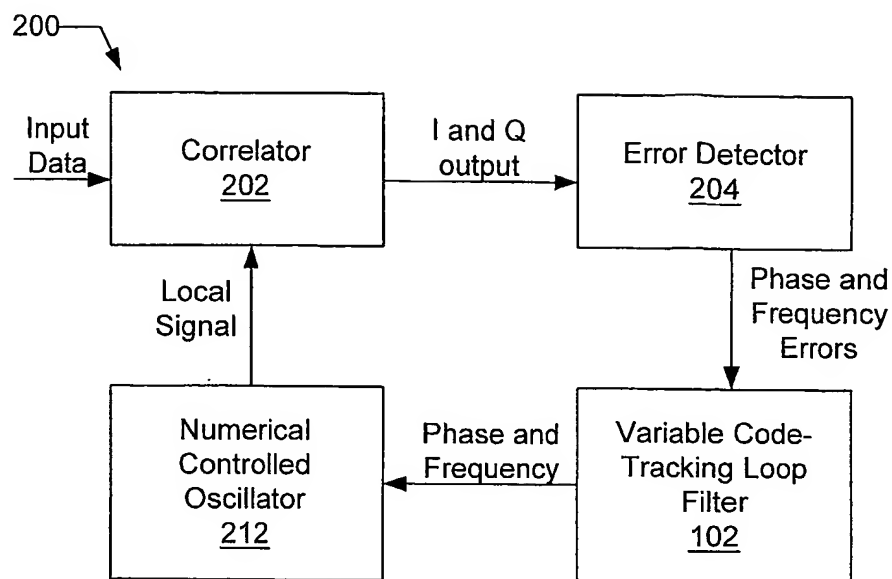 200
Input
Data
Correlator
202
I and Q
output
Error Detector
204
Local
Signal
Phase and
Frequency
Errors
Numerical
Controlled
Oscillator
212
Phase and
Frequency
Variable Code-
Tracking Loop
Filter
102